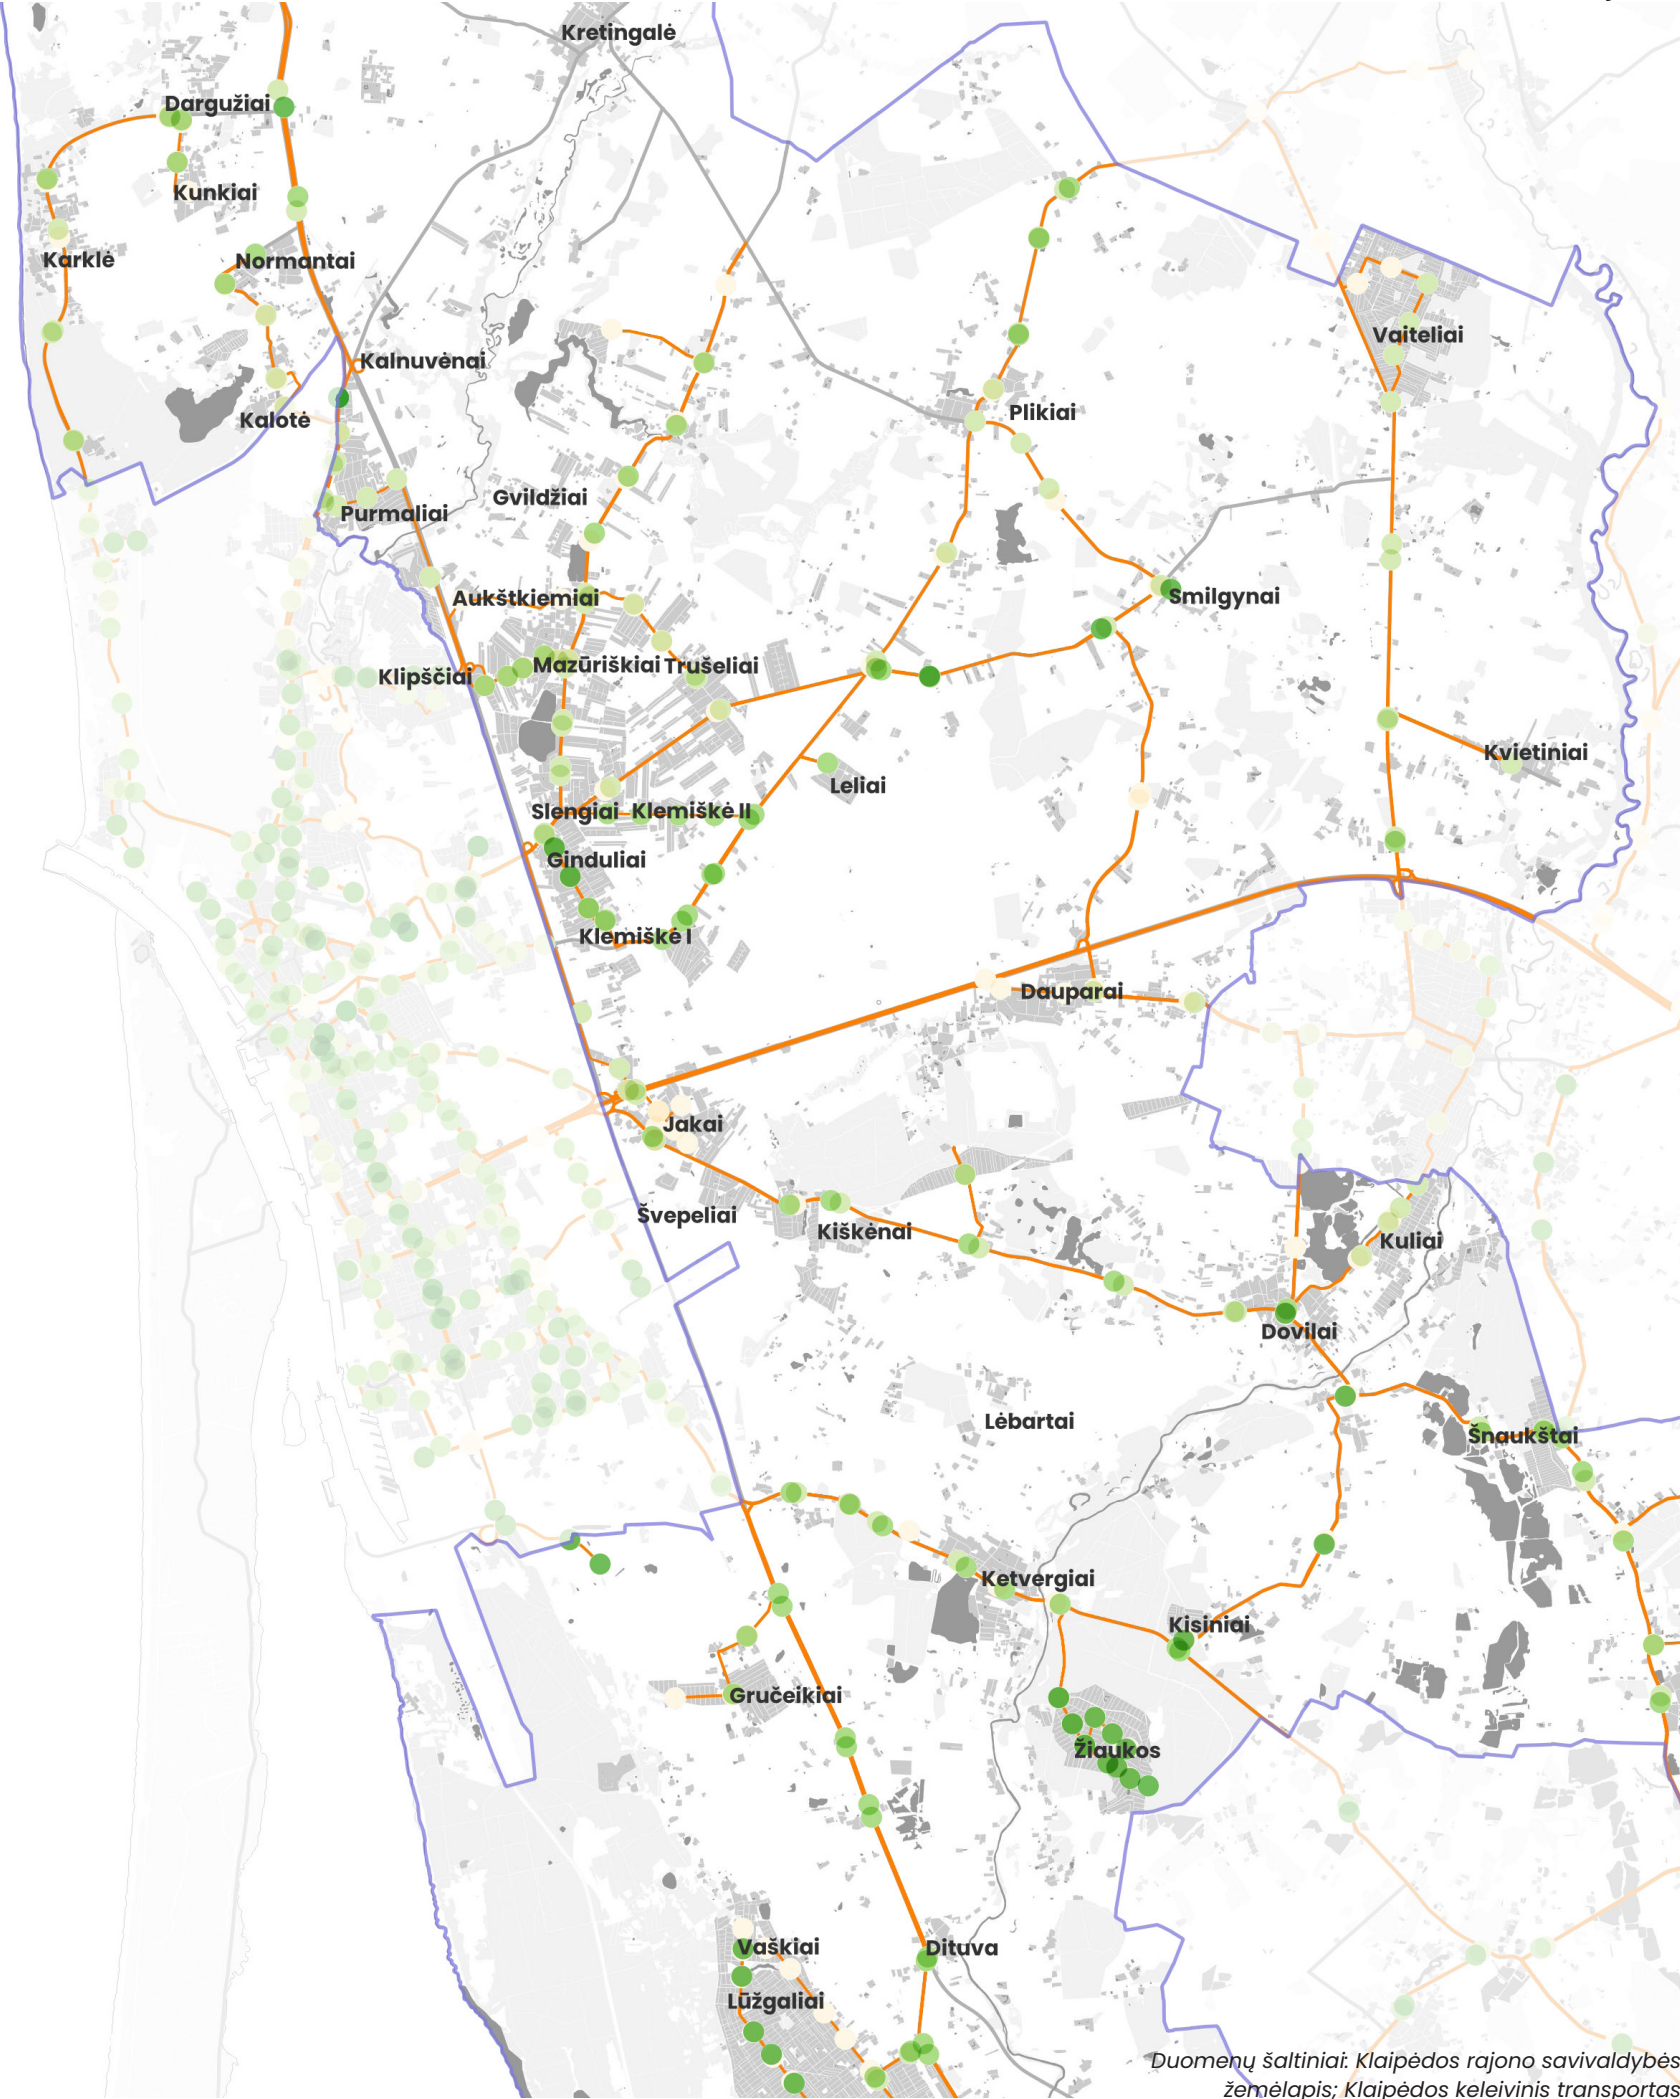 Kretingalė
Dargužiai
Kunkiai
Karklė
Normantai
Vaiteliai
Kalnuvėnai
Plikiai
Kalotė
Gvildžiai
Purmaliai
Aukštkiemiai
Smilgynai
Mazūriškiai
Trušeliai
Klipščiai
Kvietiniai
Leliai
Slengiai
Klemiškė II
Ginduliai
Klemiškė I
Dauparai
Jakai
Švepeliai
Kiškėnai
Kuliai
Dovilai
Lėbartai
Šnaukštai
Ketvergiai
Kisiniai
Gručeikiai
Žiaukos
Vaškiai
Dituva
Lūžgaliai
Duomenų šaltiniai: Klaipėdos rajono savivaldybės
žemėlapis; Klaipėdos keleivinis transportas